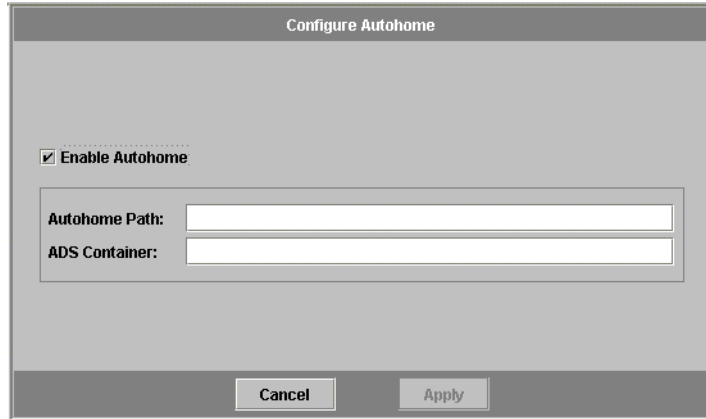 Configure Autohome
Enable Autohome
Autohome Path:
ADS Container:
Cancel Apply